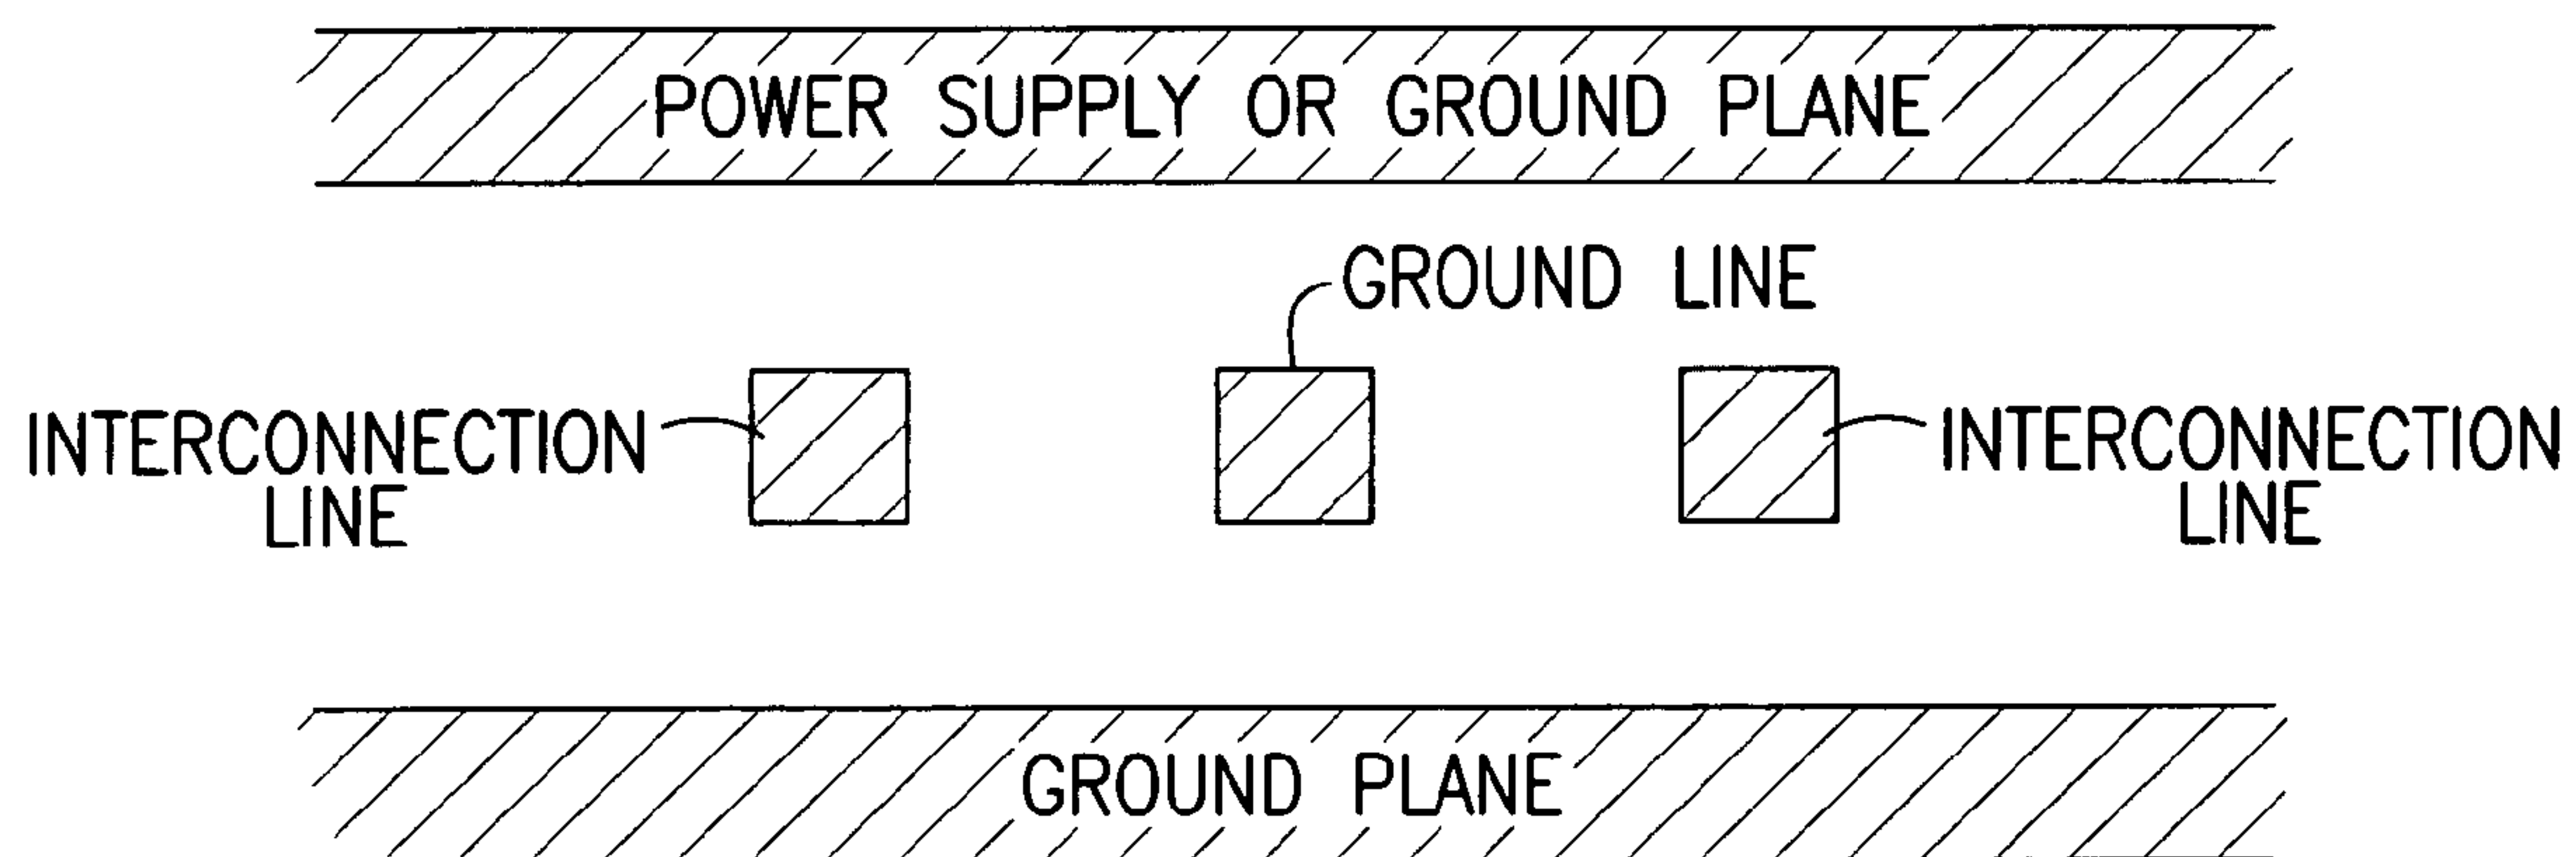 POWER SUPPLY OR GROUND PLANE
GROUND LINE
INTERCONNECTION
LINE
INTERCONNECTION
LINE
GROUND PLANE